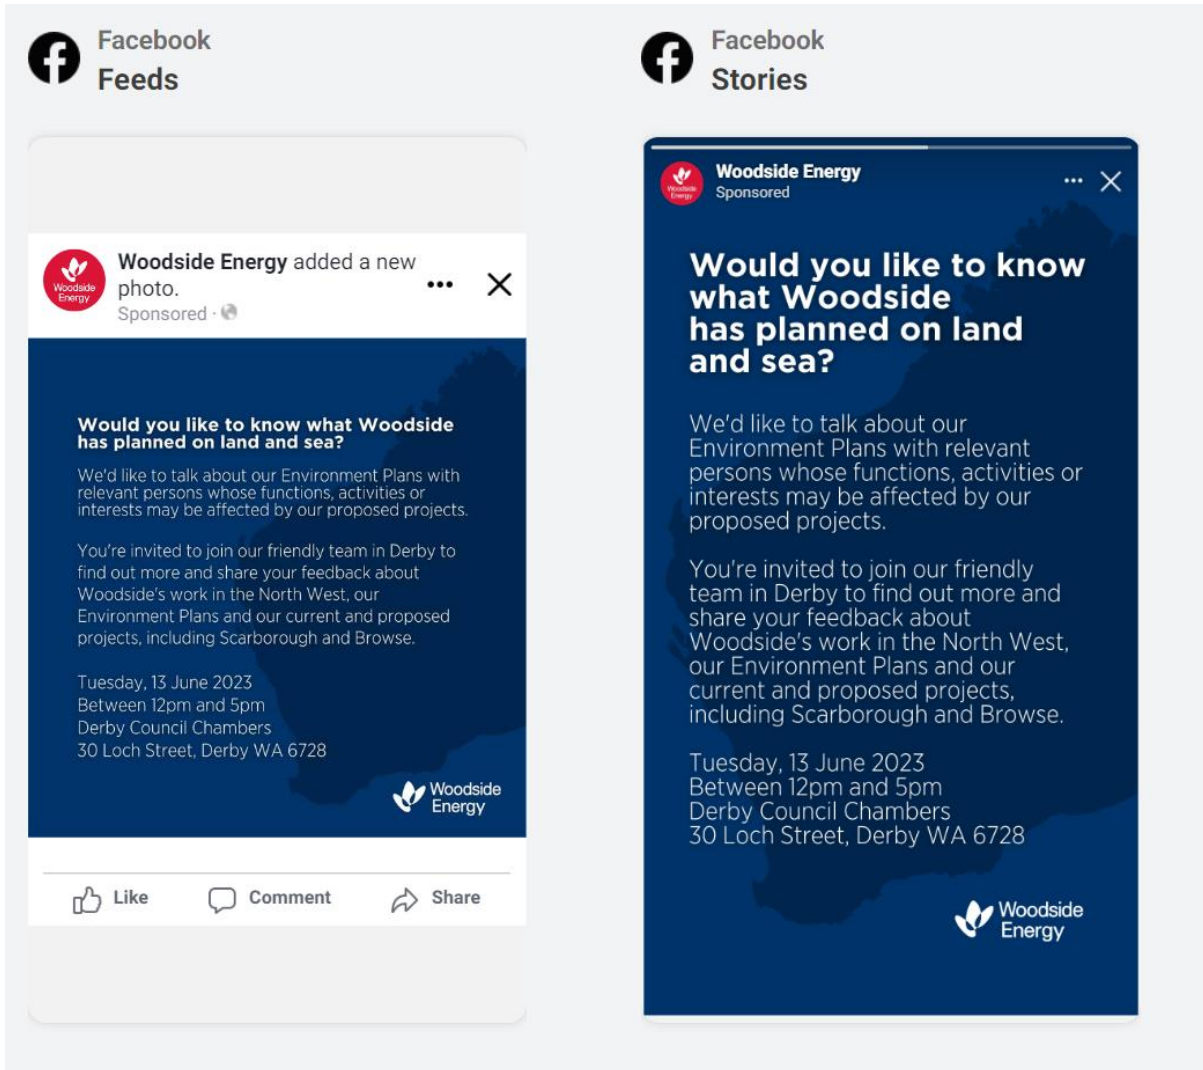 Facebook
Feeds
Woodside Energy added a new
photo.
Sponsored ·
Woodside
Energy
Would you like to know what Woodside
has planned on land and sea?
We'd like to talk about our Environment Plans with
relevant persons whose functions, activities or
interests may be affected by our proposed projects.
You're invited to join our friendly team in Derby to
find out more and share your feedback about
Woodside's work in the North West, our
Environment Plans and our current and proposed
projects, including Scarborough and Browse.
Tuesday, 13 June 2023
Between 12pm and 5pm
Derby Council Chambers
30 Loch Street, Derby WA 6728
Woodside
Energy
Like
Comment
Share
Facebook
Stories
Woodside
Energy
Woodside Energy
Sponsored
Would you like to know
what Woodside
has planned on land
and sea?
We'd like to talk about our
Environment Plans with relevant
persons whose functions, activities or
interests may be affected by our
proposed projects.
You're invited to join our friendly
team in Derby to find out more and
share your feedback about
Woodside's work in the North West,
our Environment Plans and our
current and proposed projects,
including Scarborough and Browse.
Tuesday, 13 June 2023
Between 12pm and 5pm
Derby Council Chambers
30 Loch Street, Derby WA 6728
Woodside
Energy